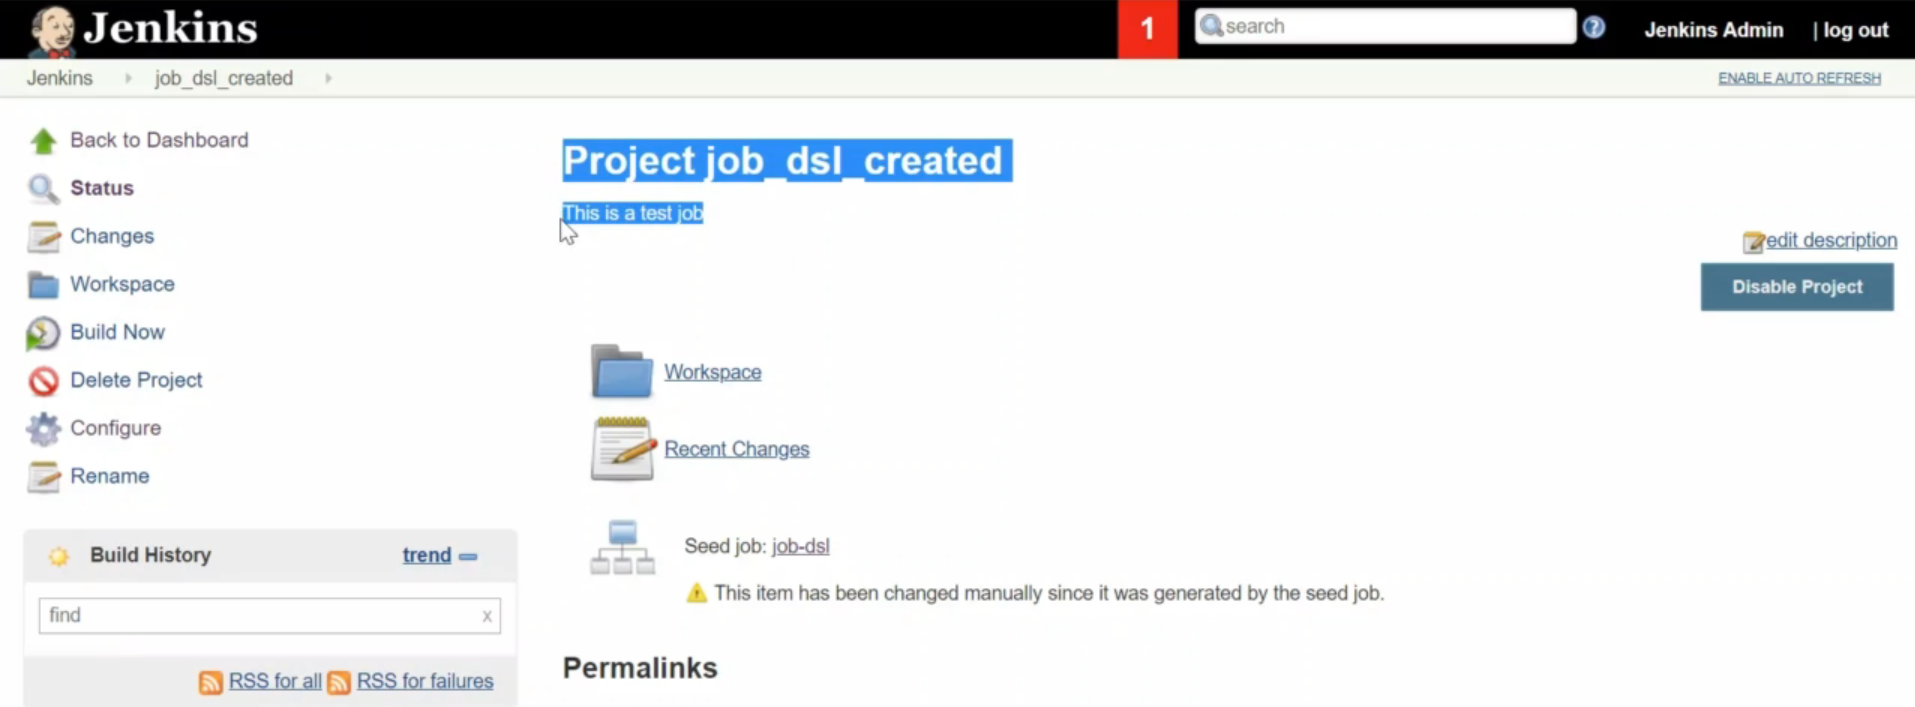 Jenkins
1
search
?
Jenkins Admin | log out
Jenkins job_dsl_created
ENABLE AUTO REFRESH
Back to Dashboard
Status
Changes
Workspace
Build Now
Delete Project
Configure
Rename
Build History trend
find x
RSS for all RSS for failures
Project job_dsl_created
This is a test job
edit description
Disable Project
Workspace
Recent Changes
Seed job: job-dsl
This item has been changed manually since it was generated by the seed job.
Permalinks